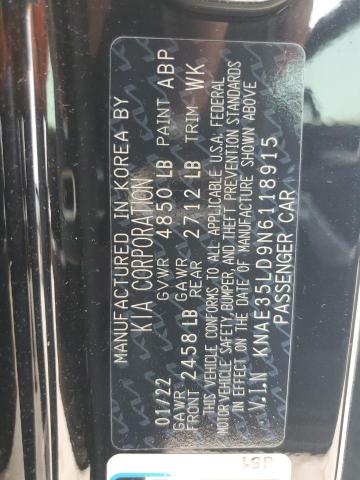 MANUFACTURED IN KOREA BY
KIA CORPORATION
01/22 GVWR 4850 LB PAINT ABP
GAWR FRONT 2458 LB GAWR REAR 2712 LB TRIM WK
THIS VEHICLE CONFORMS TO ALL APPLICABLE U.S.A. FEDERAL
MOTOR VEHICLE SAFETY, BUMPER, AND THEFT PREVENTION STANDARDS
IN EFFECT ON THE DATE OF MANUFACTURE SHOWN ABOVE
V.I.N KNAE35LD9N6118915
PASSENGER CAR
851